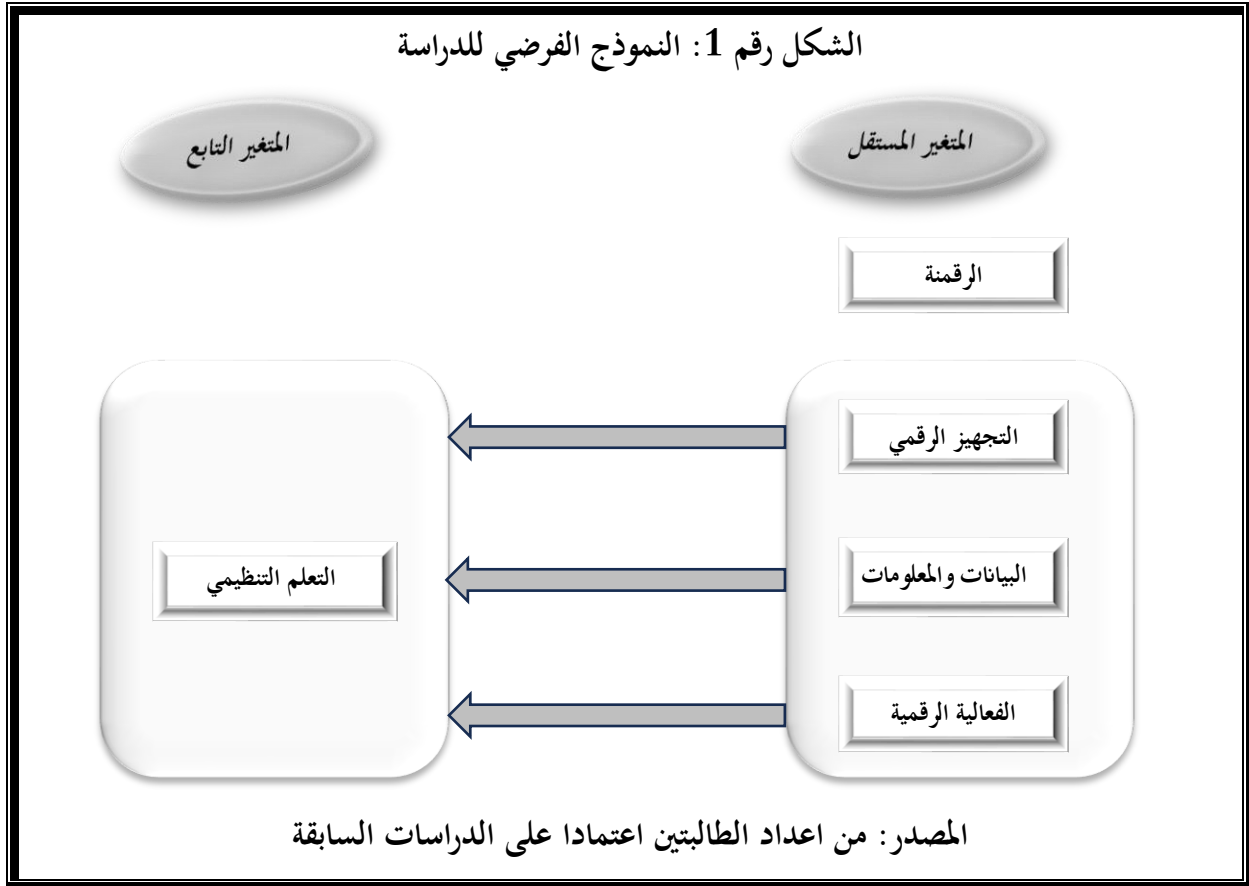 الشكل رقم 1: النموذج الفرضي للدراسة
المتغير المستقل
المتغير التابع
الرقمنة
التجهيز الرقمي
البيانات والمعلومات
التعلم التنظيمي
الفعالية الرقمية
المصدر: من اعداد الطالبتين اعتمادا على الدراسات السابقة